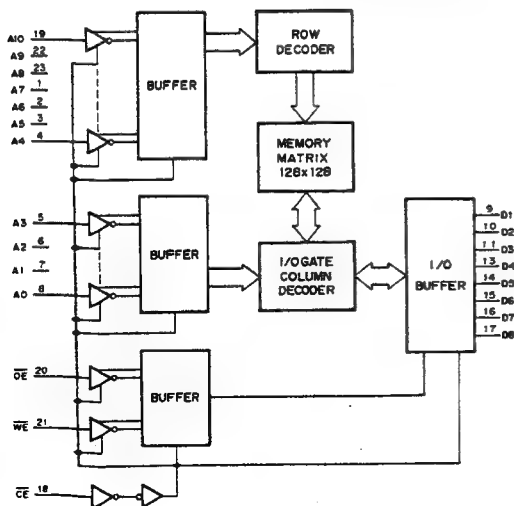 A10 19
A9 22
A8 23
A7 1
A6 2
A5 3
A4 4
BUFFER
ROW
DECODER
MEMORY
MATRIX
128x128
A3 5
A2 6
A1 7
A0 8
BUFFER
I/O GATE
COLUMN
DECODER
I/O
BUFFER
9 D1
10 D2
11 D3
13 D4
14 D5
15 D6
16 D7
17 D8
OE 20
WE 21
BUFFER
CE 18